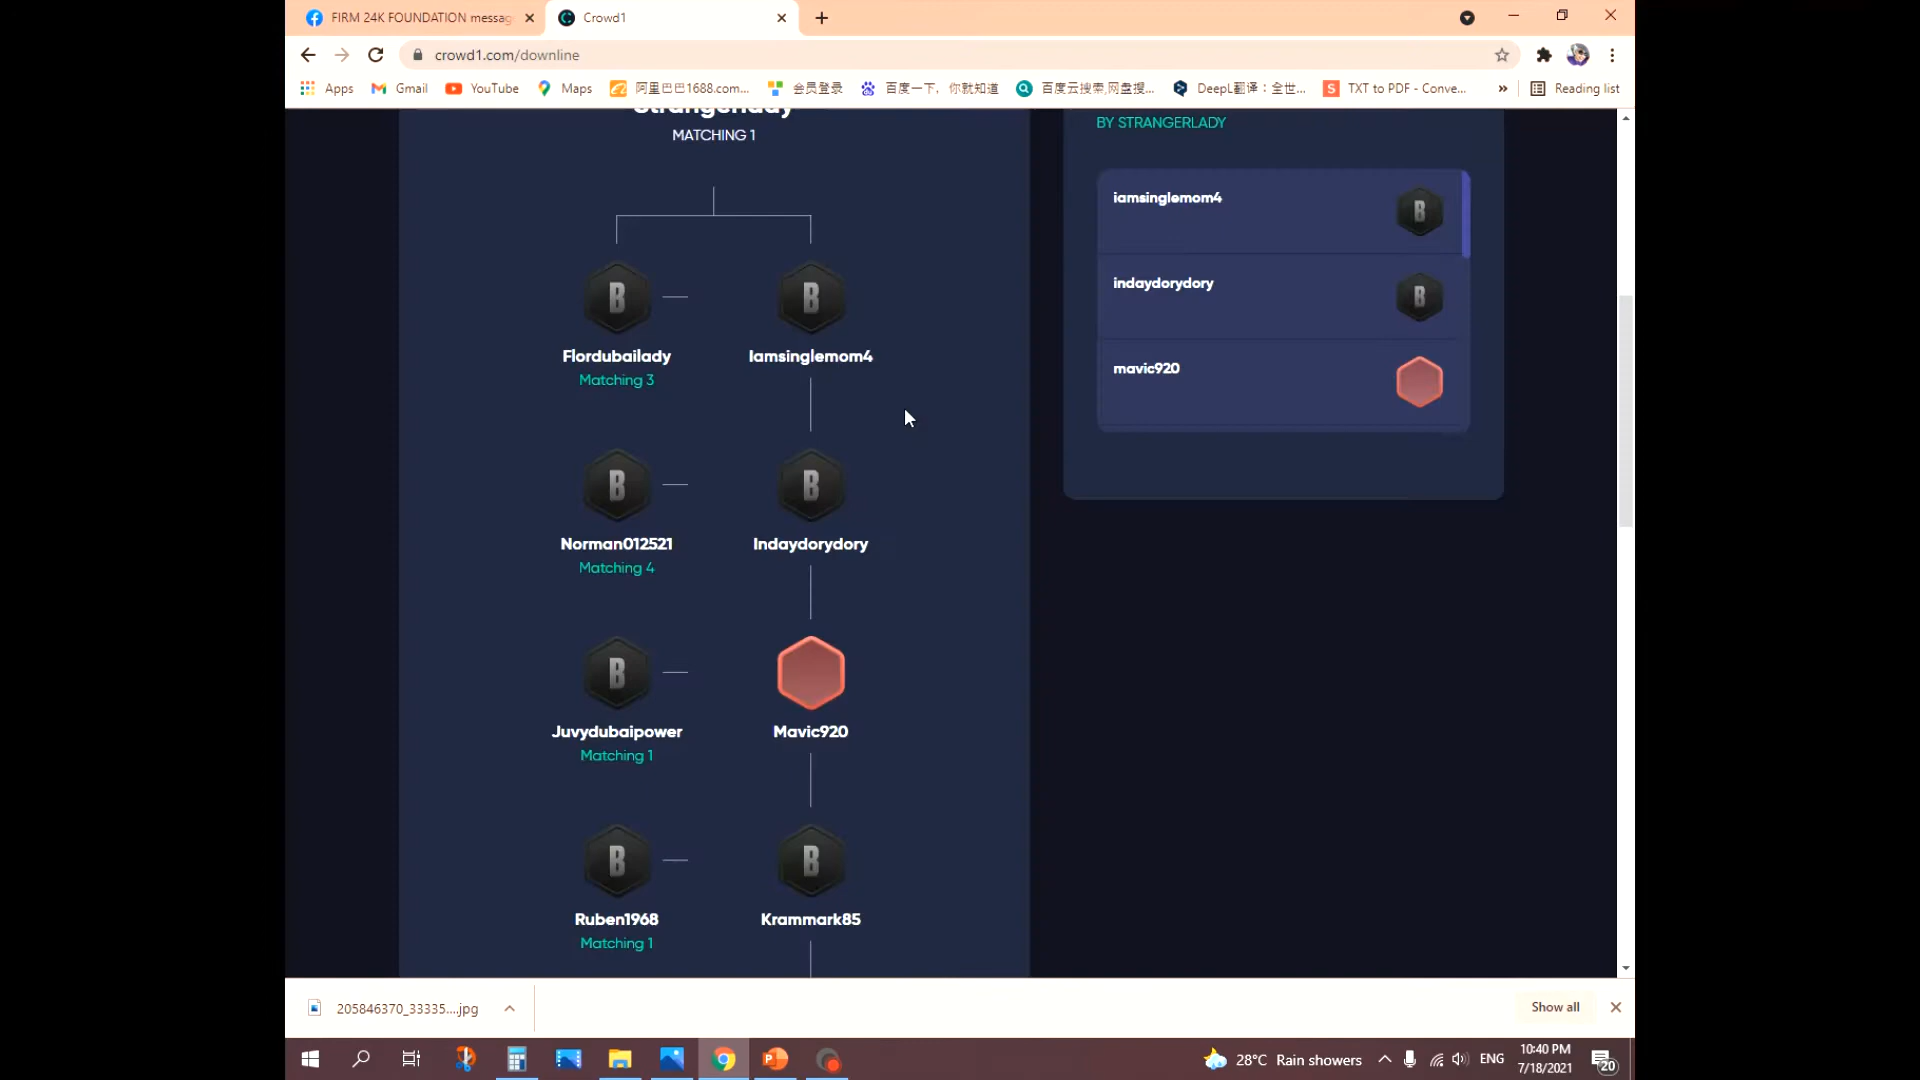 FIRM 24K FOUNDATION messag
Crowd1
crowd1.com/downline
Apps
Gmail
YouTube
Maps
阿里巴巴1688.com...
会员登录
百度一下，你就知道
百度云搜索,网盘搜...
DeepL翻译：全世...
S
TXT to PDF - Conve...
»
Reading list
Strangerlady
MATCHING 1
B
B
Flordubailady
Iamsinglemom4
Matching 3
B
B
Norman012521
Indaydorydory
Matching 4
B
Juvydubaipower
Mavic920
Matching 1
B
B
Ruben1968
Krammark85
Matching 1
BY STRANGERLADY
iamsinglemom4
B
indaydorydory
B
mavic920
205846370_33335....jpg
Show all
28°C Rain showers
ENG
10:40 PM
7/18/2021
20